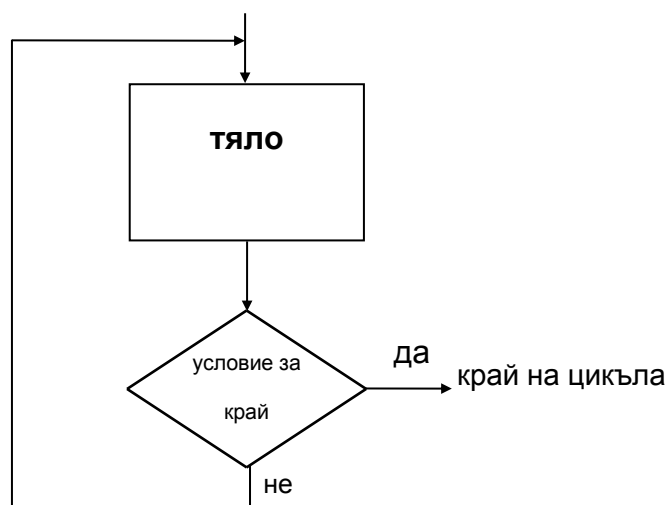 тяло
условие за
край
да
край на цикъла
не